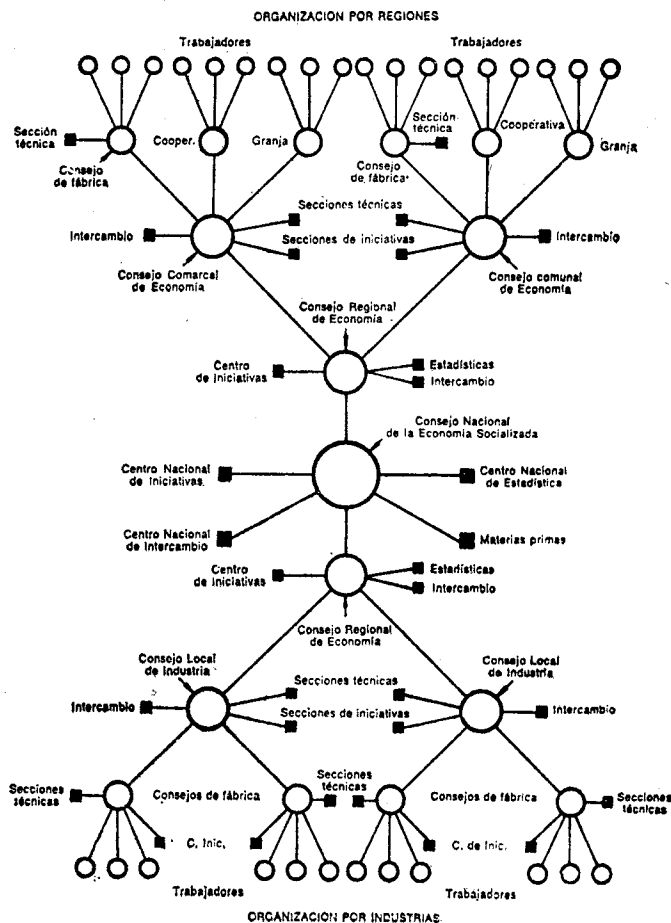 ORGANIZACION POR REGIONES
Trabajadores
Trabajadores
Sección
técnica
Cooper.
Granja
Sección
técnica
Cooperativa
Granja
Consejo
de fábrica
Consejo
de fábrica
Secciones técnicas
Intercambio
Secciones de iniciativas
Intercambio
Consejo Comarcal
de Economía
Consejo comunal
de Economía
Consejo Regional
de Economía
Centro
de Iniciativas
Estadísticas
Intercambio
Consejo Nacional
de la Economía Socializada
Centro Nacional
de Iniciativas.
Centro Nacional
de Estadística
Centro Nacional
de Intercambio
Materias primas
Centro
de Iniciativas
Estadísticas
Intercambio
Consejo Regional
de Economía
Consejo Local
de Industria
Consejo Local
de Industria
Secciones técnicas
Intercambio
Secciones de iniciativas
Intercambio
Secciones
técnicas
Consejos de fábrica
Secciones
técnicas
Consejos de fábrica
Secciones
técnicas
C. Inic.
C. de Inic.
Trabajadores
Trabajadores
ORGANIZACION POR INDUSTRIAS